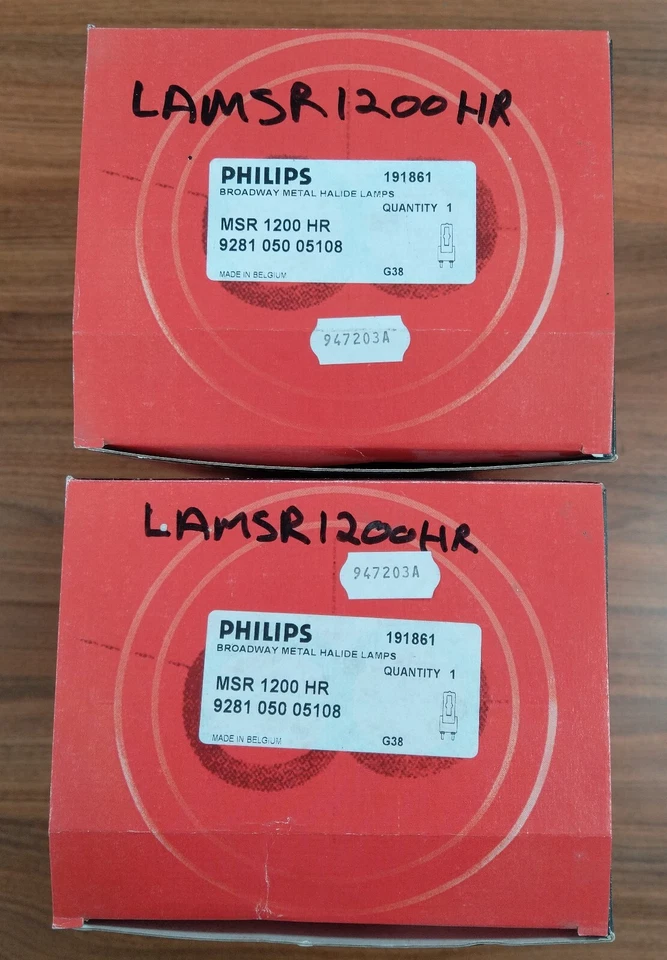 LAMSR1200HR
PHILIPS 191861
BROADWAY METAL HALIDE LAMPS
QUANTITY 1
MSR 1200 HR
9281 050 05108
MADE IN BELGIUM G38
947203A
LAMSR1200HR
947203A
PHILIPS 191861
BROADWAY METAL HALIDE LAMPS
QUANTITY 1
MSR 1200 HR
9281 050 05108
MADE IN BELGIUM G38